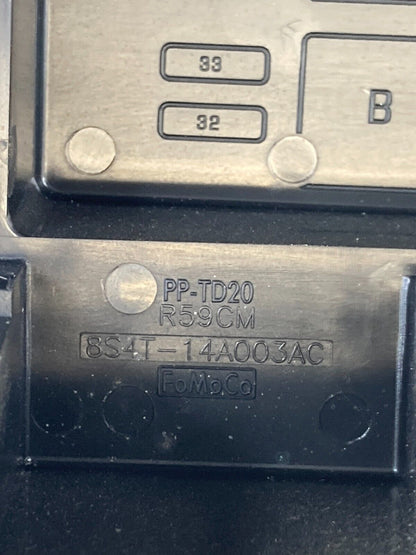 33
32
B
PP-TD20
R59CM
8S4T-14A003AC
FoMoCo